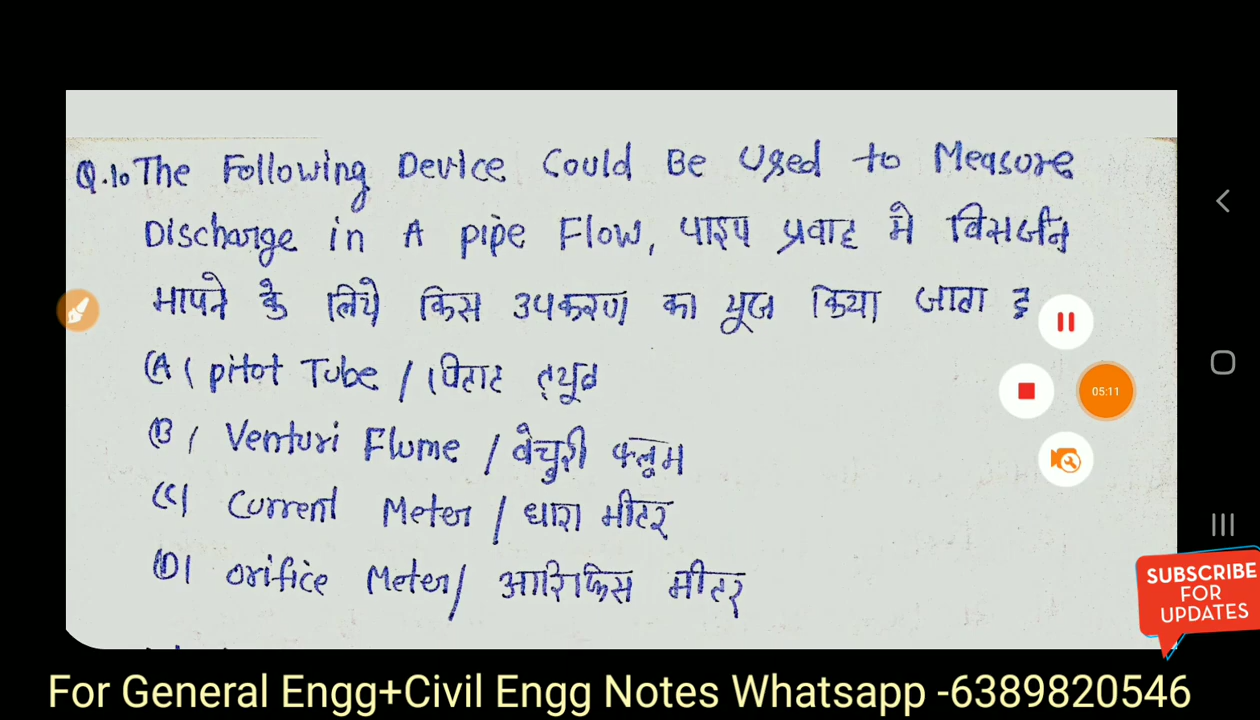 Q.10 The Following Device Could Be Used to Measure
Discharge in A pipe Flow, पाइप प्रवाह मे विसर्जन
मापने के लिये किस उपकरण का यूज किया जाता है
(A) pitot Tube / पिटाट ट्यूब
(B) Venturi Flume / वेंचुरी फ्लूम
(C) Current Meter / धारा मीटर
(D) orifice Meter / आरिफिस मीटर
05:11
SUBSCRIBE
FOR
UPDATES
For General Engg+Civil Engg Notes Whatsapp -6389820546